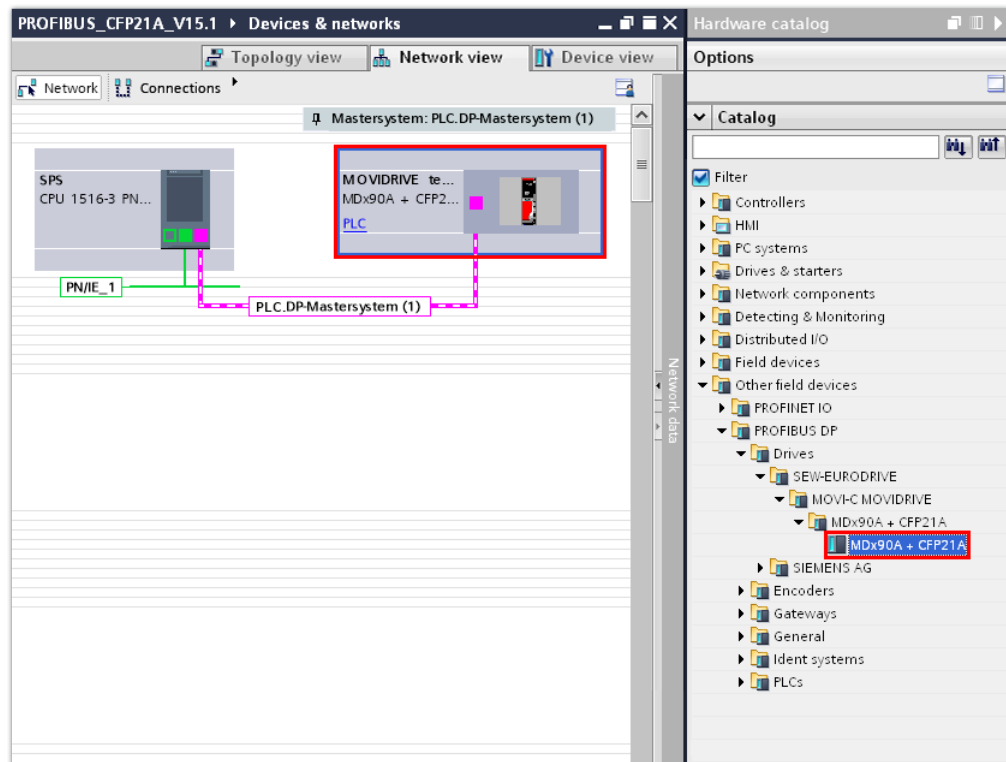 PROFIBUS_CFP21A_V15.1 ▸ Devices & networks
Topology view
Network view
Device view
Network
Connections
Mastersystem: PLC.DP-Mastersystem (1)
SPS
CPU 1516-3 PN...
MOVIDRIVE te...
MDx90A + CFP2...
PLC
PN/IE_1
PLC.DP-Mastersystem (1)
Network data
Hardware catalog
Options
Catalog
Filter
Controllers
HMI
PC systems
Drives & starters
Network components
Detecting & Monitoring
Distributed I/O
Field devices
Other field devices
PROFINET IO
PROFIBUS DP
Drives
SEW-EURODRIVE
MOVI-C MOVIDRIVE
MDx90A + CFP21A
MDx90A + CFP21A
SIEMENS AG
Encoders
Gateways
General
Ident systems
PLCs